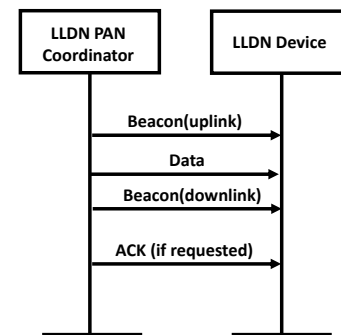 LLDN PAN
Coordinator
LLDN Device
Beacon(uplink)
Data
Beacon(downlink)
ACK (if requested)